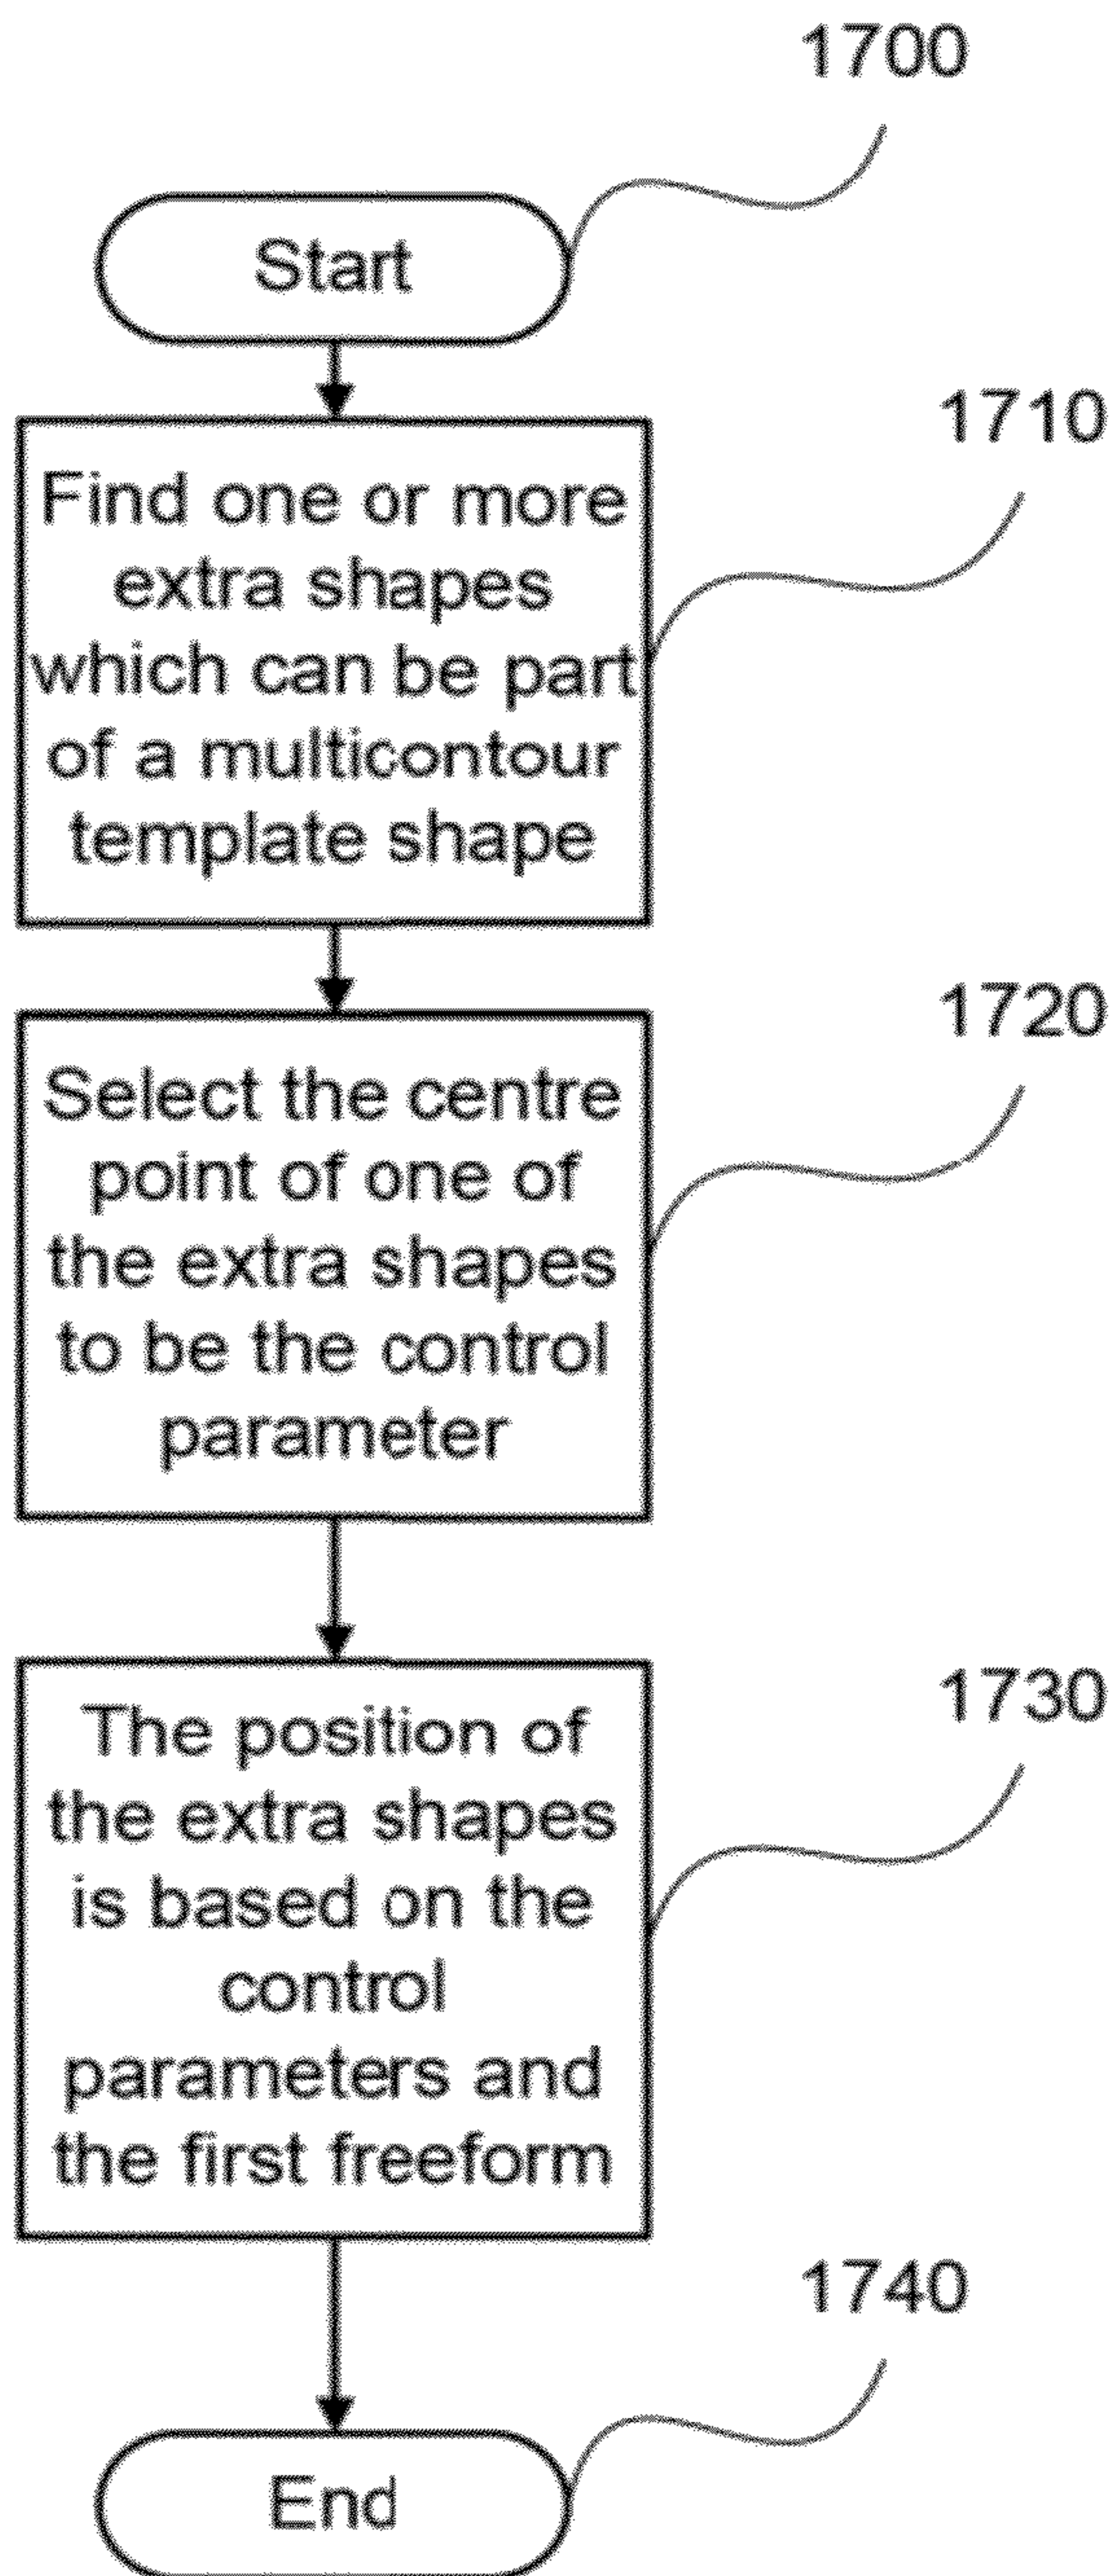 1700
Start
1710
Find one or more
extra shapes
which can be part
of a multicontour
template shape
1720
Select the centre
point of one of
the extra shapes
to be the control
parameter
1730
The position of
the extra shapes
is based on the
control
parameters and
the first freeform
1740
End